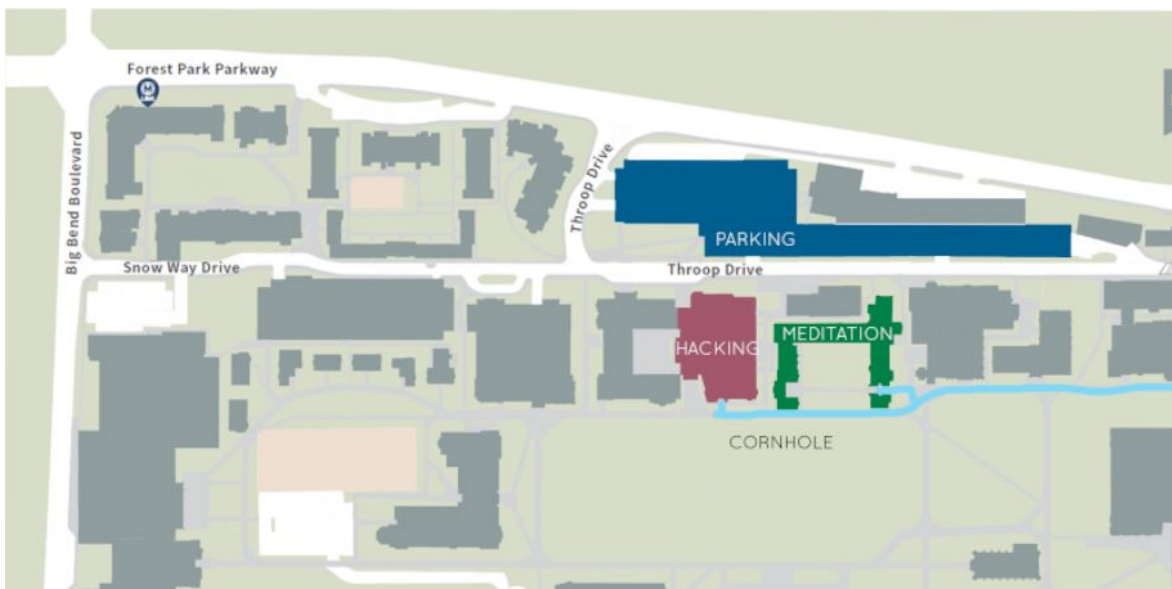 Forest Park Parkway
M
Big Bend Boulevard
Throop Drive
PARKING
Snow Way Drive
Throop Drive
HACKING
MEDITATION
CORNHOLE